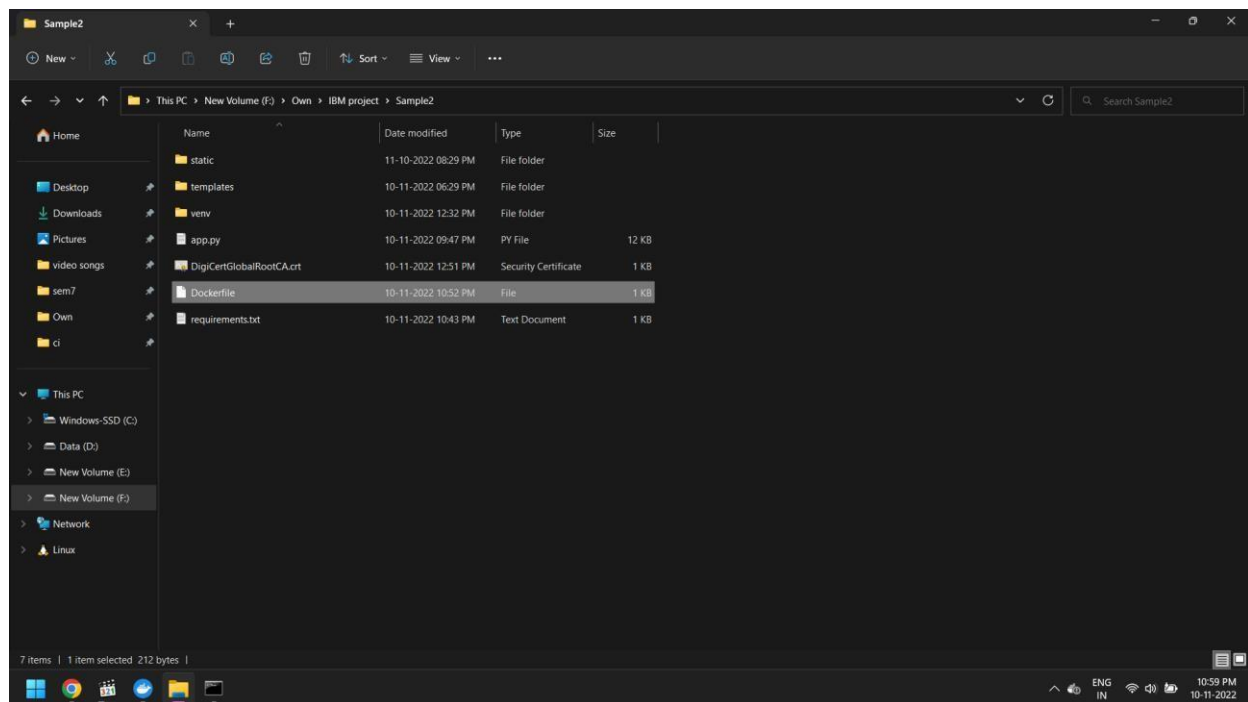 Sample2
New
Sort
View
This PC > New Volume (F:) > Own > IBM project > Sample2
Search Sample2
Home
Desktop
Downloads
Pictures
video songs
sem7
Own
ci
This PC
Windows-SSD (C:)
Data (D:)
New Volume (E:)
New Volume (F:)
Network
Linux
Name Date modified Type Size
static 11-10-2022 08:29 PM File folder
templates 10-11-2022 06:29 PM File folder
venv 10-11-2022 12:32 PM File folder
app.py 10-11-2022 09:47 PM PY File 12 KB
DigiCertGlobalRootCA.crt 10-11-2022 12:51 PM Security Certificate 1 KB
Dockerfile 10-11-2022 10:52 PM File 1 KB
requirements.txt 10-11-2022 10:43 PM Text Document 1 KB
7 items | 1 item selected 212 bytes |
ENG
IN
10:59 PM
10-11-2022